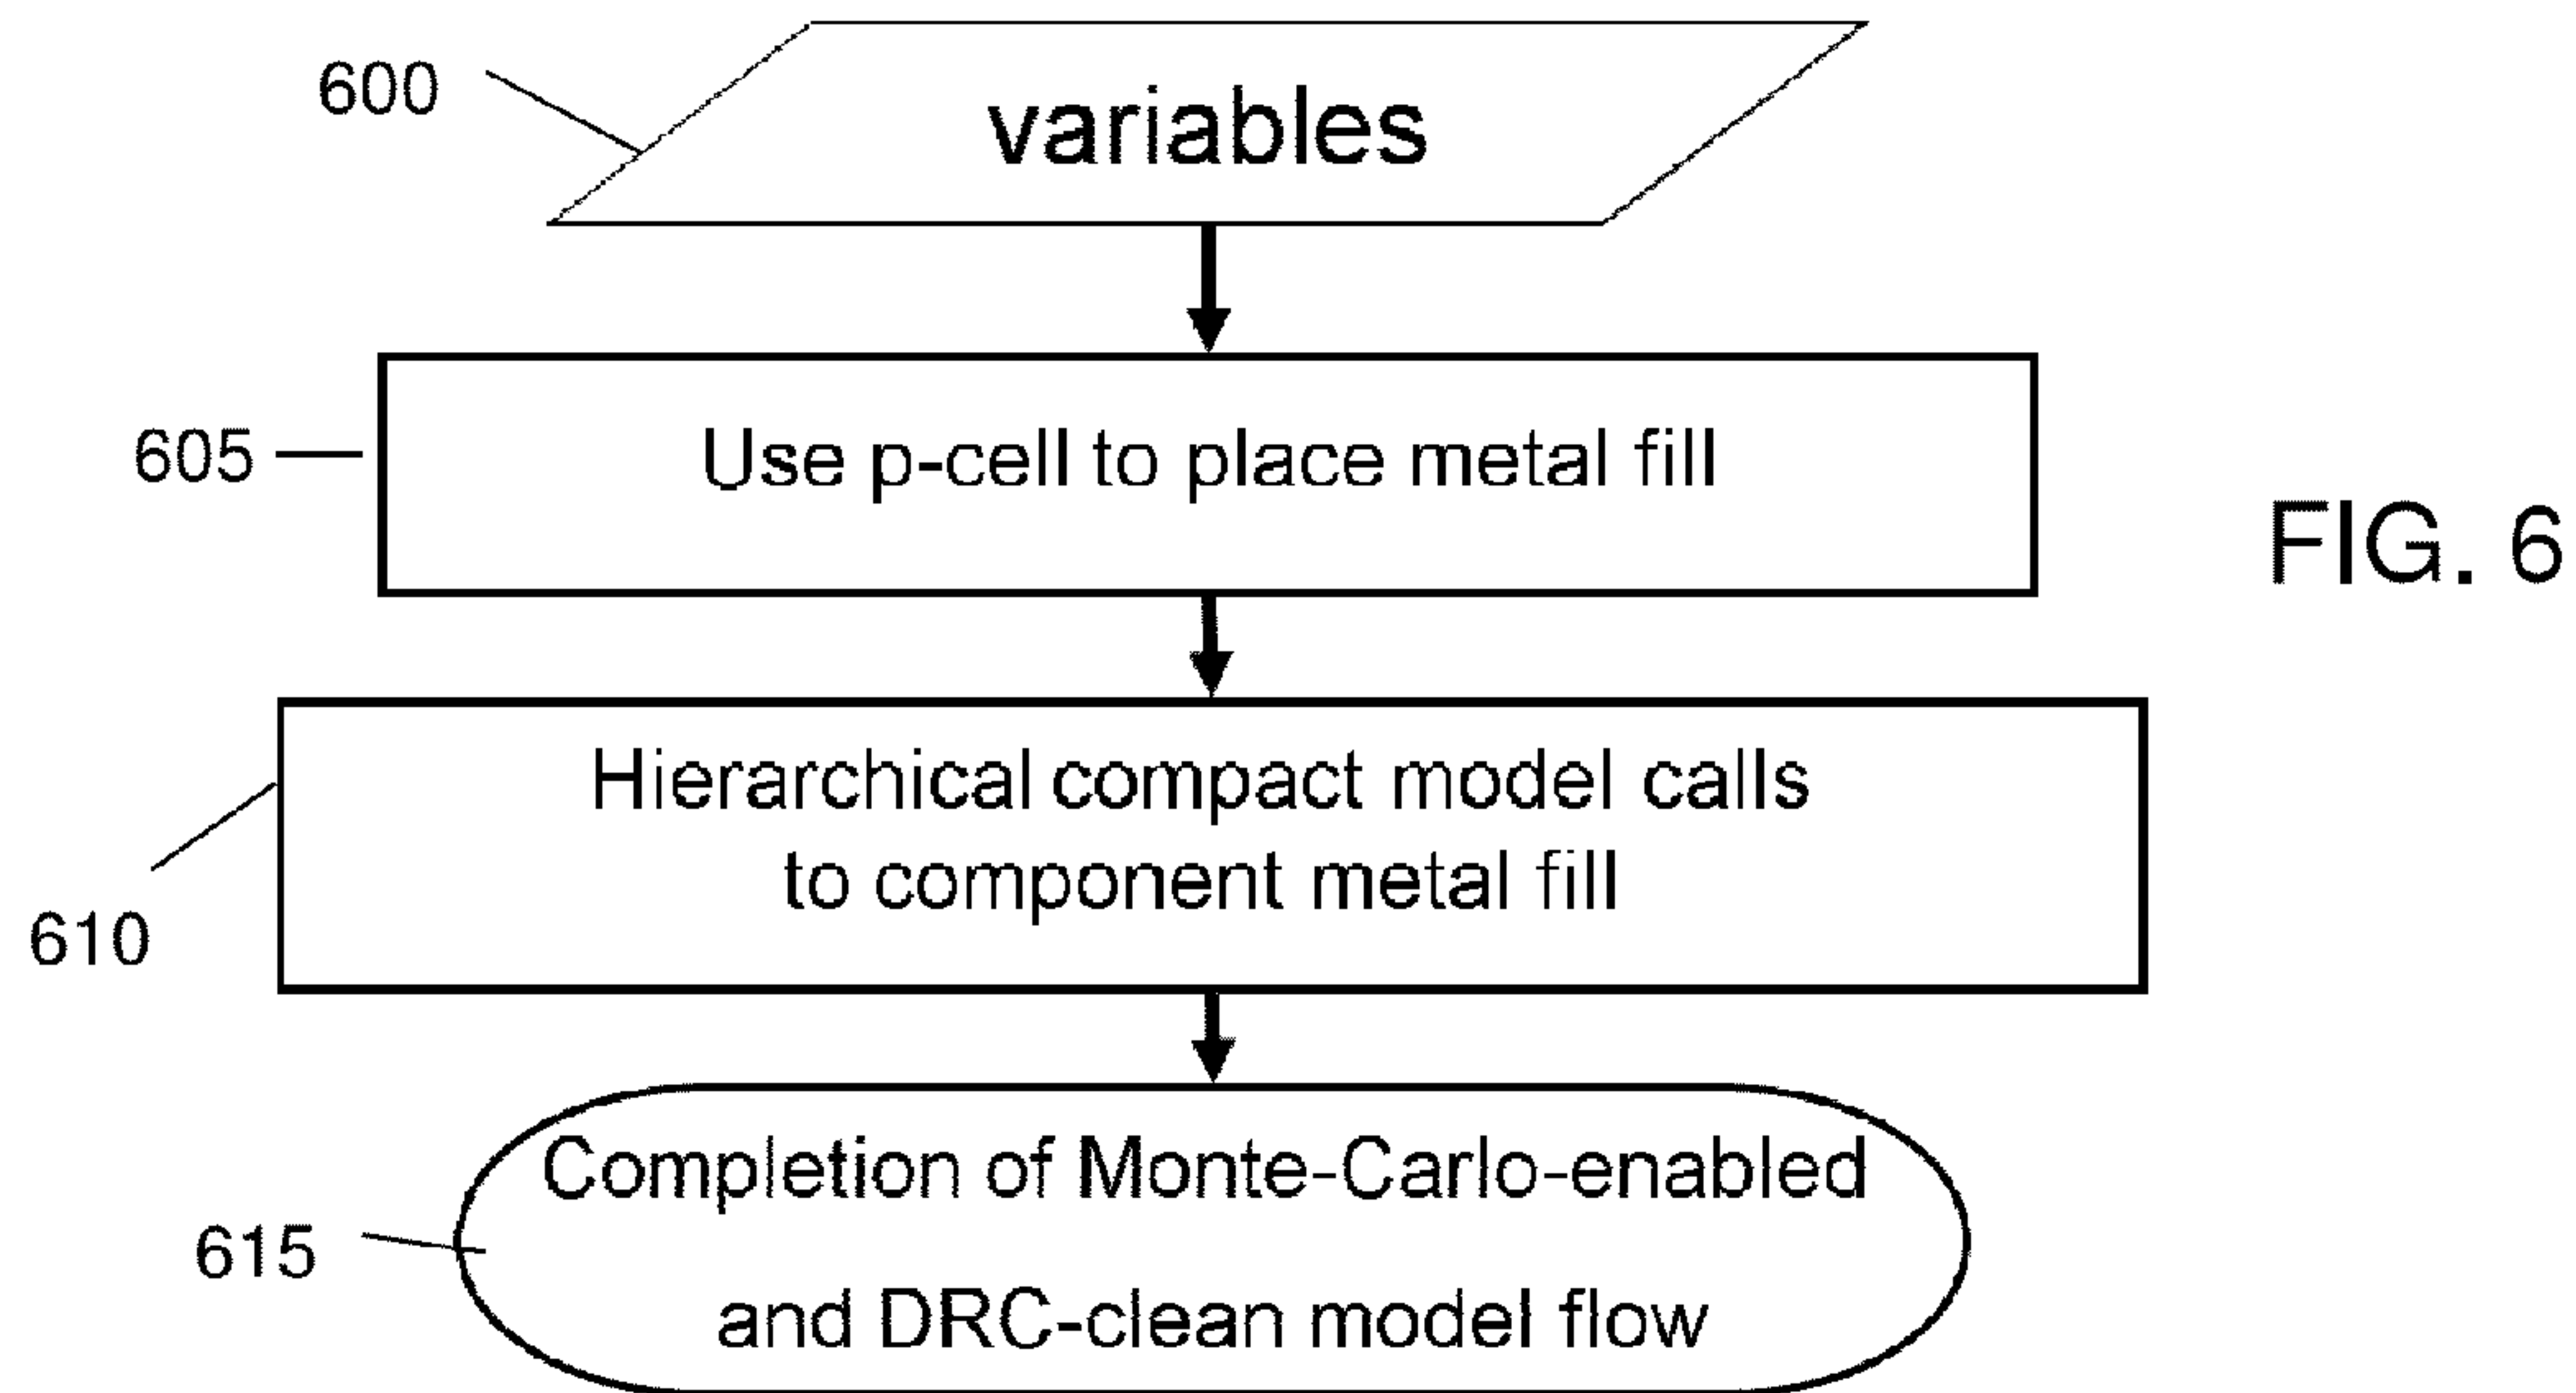 600
variables
605
Use p-cell to place metal fill
FIG. 6
610
Hierarchical compact model calls
to component metal fill
615
Completion of Monte-Carlo-enabled
and DRC-clean model flow